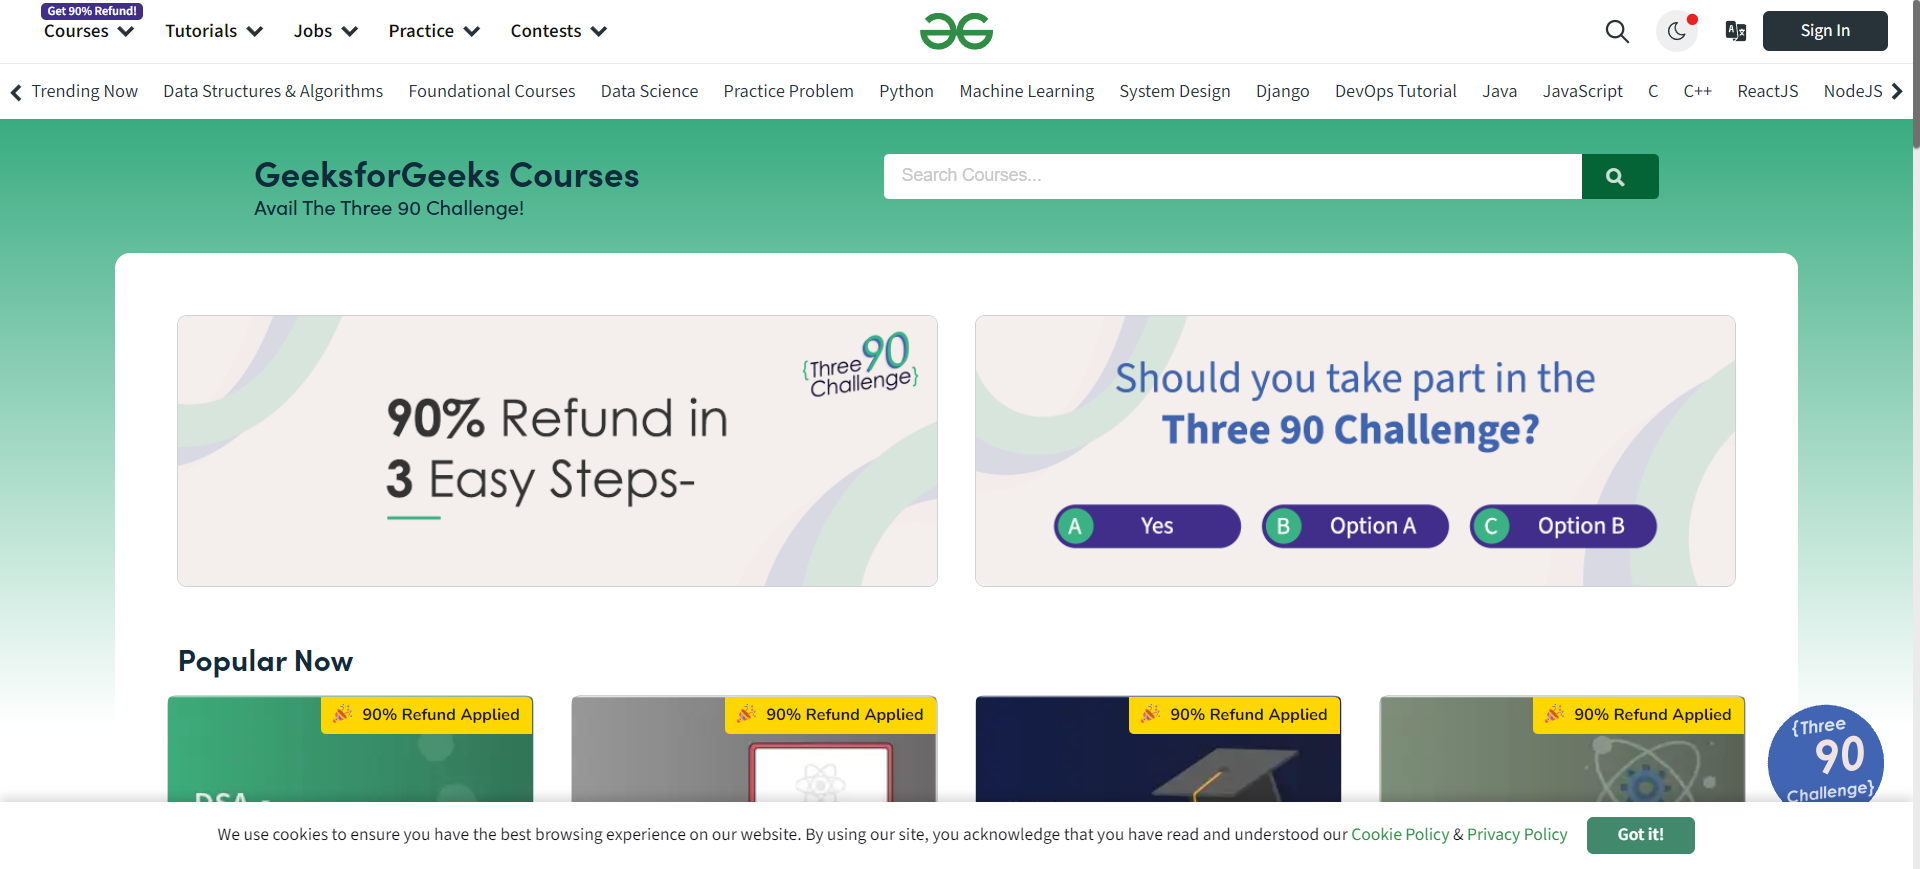 Get 90% Refund!
Courses
Tutorials
Jobs
Practice
Contests
Sign In
Trending Now
Data Structures & Algorithms
Foundational Courses
Data Science
Practice Problem
Python
Machine Learning
System Design
Django
DevOps Tutorial
Java
JavaScript
C
C++
ReactJS
NodeJS
GeeksforGeeks Courses
Avail The Three 90 Challenge!
Search Courses...
{Three 90
Challenge}
90% Refund in
3 Easy Steps-
Should you take part in the
Three 90 Challenge?
A Yes
B Option A
C Option B
Popular Now
90% Refund Applied
90% Refund Applied
90% Refund Applied
90% Refund Applied
{Three
90
Challenge}
We use cookies to ensure you have the best browsing experience on our website. By using our site, you acknowledge that you have read and understood our Cookie Policy & Privacy Policy
Got it!